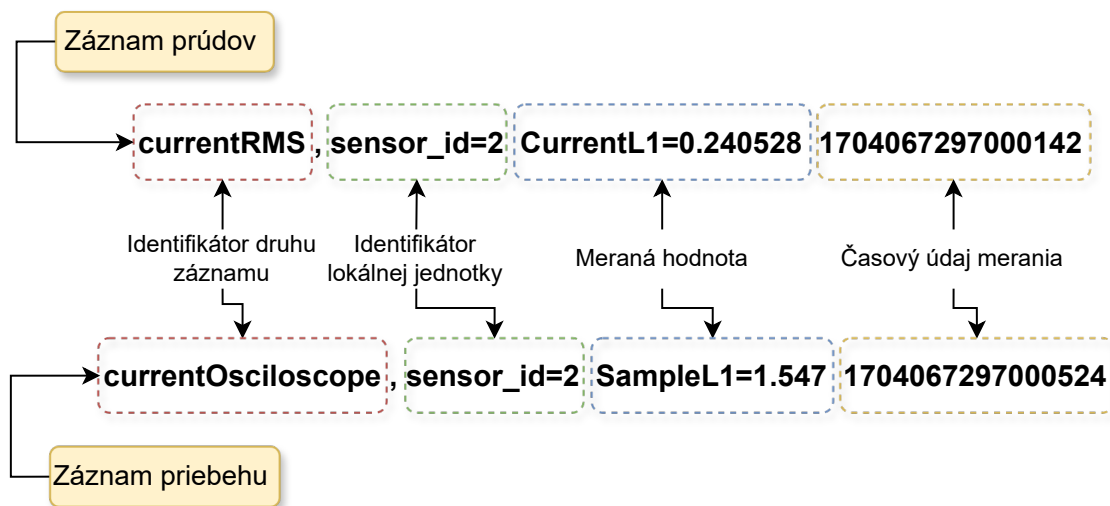 Záznam prúdov
currentRMS , sensor_id=2 CurrentL1=0.240528 1704067297000142
Identifikátor druhu
záznamu
Identifikátor
lokálnej jednotky
Meraná hodnota
Časový údaj merania
currentOsciloscope , sensor_id=2 SampleL1=1.547 1704067297000524
Záznam priebehu